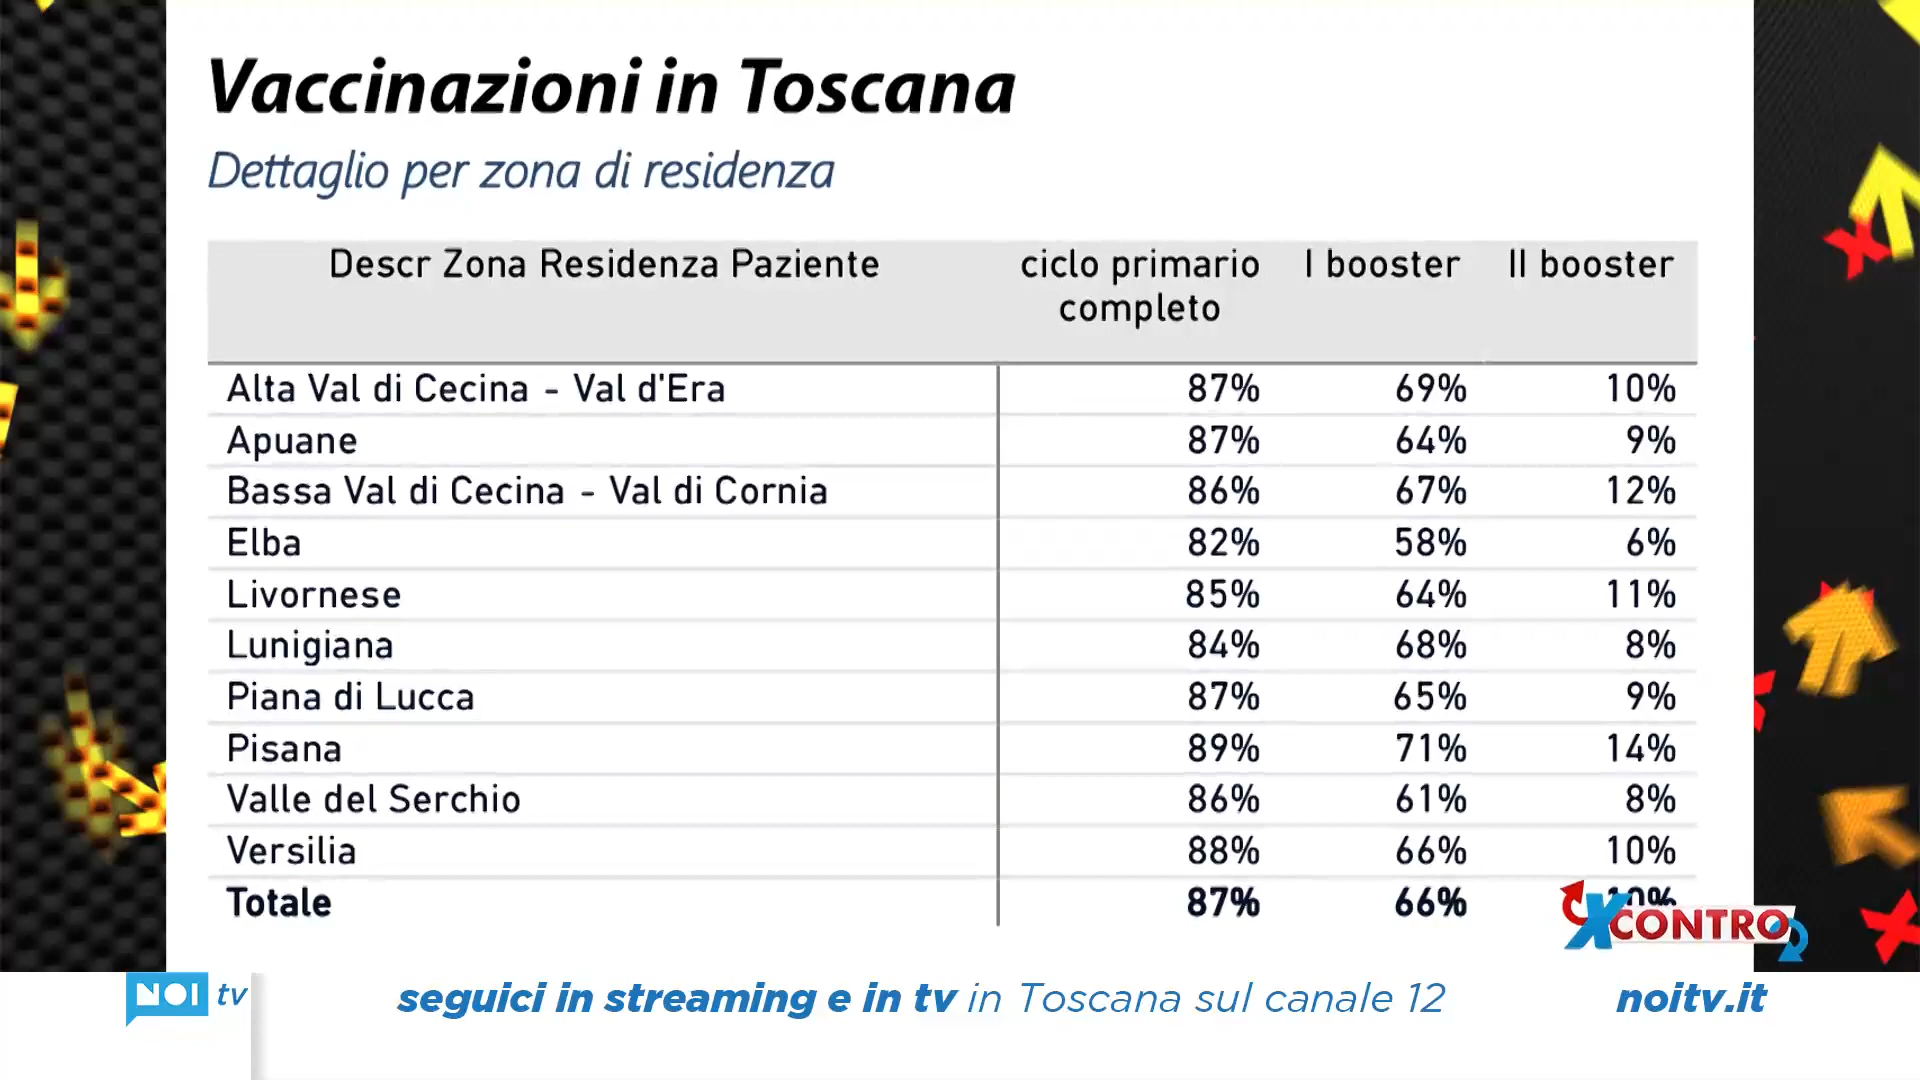 Vaccinazioni in Toscana
Dettaglio per zona di residenza
Descr Zona Residenza Paziente ciclo primario completo I booster II booster
Alta Val di Cecina - Val d'Era 87% 69% 10%
Apuane 87% 64% 9%
Bassa Val di Cecina - Val di Cornia 86% 67% 12%
Elba 82% 58% 6%
Livornese 85% 64% 11%
Lunigiana 84% 68% 8%
Piana di Lucca 87% 65% 9%
Pisana 89% 71% 14%
Valle del Serchio 86% 61% 8%
Versilia 88% 66% 10%
Totale 87% 66%
XCONTRO
NOI tv
seguici in streaming e in tv in Toscana sul canale 12
noitv.it